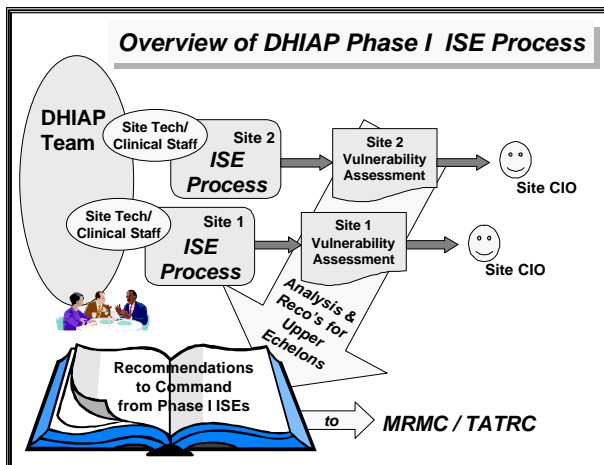 Overview of DHIAP Phase I ISE Process
DHIAP
Team
Site Tech/
Clinical Staff
Site 2
ISE
Process
Site 2
Vulnerability
Assessment
Site CIO
Site Tech/
Clinical Staff
Site 1
ISE
Process
Site 1
Vulnerability
Assessment
Site CIO
Analysis &
Reco's for
Upper
Echelons
Recommendations
to Command
from Phase I ISEs
to
MRMC / TATRC